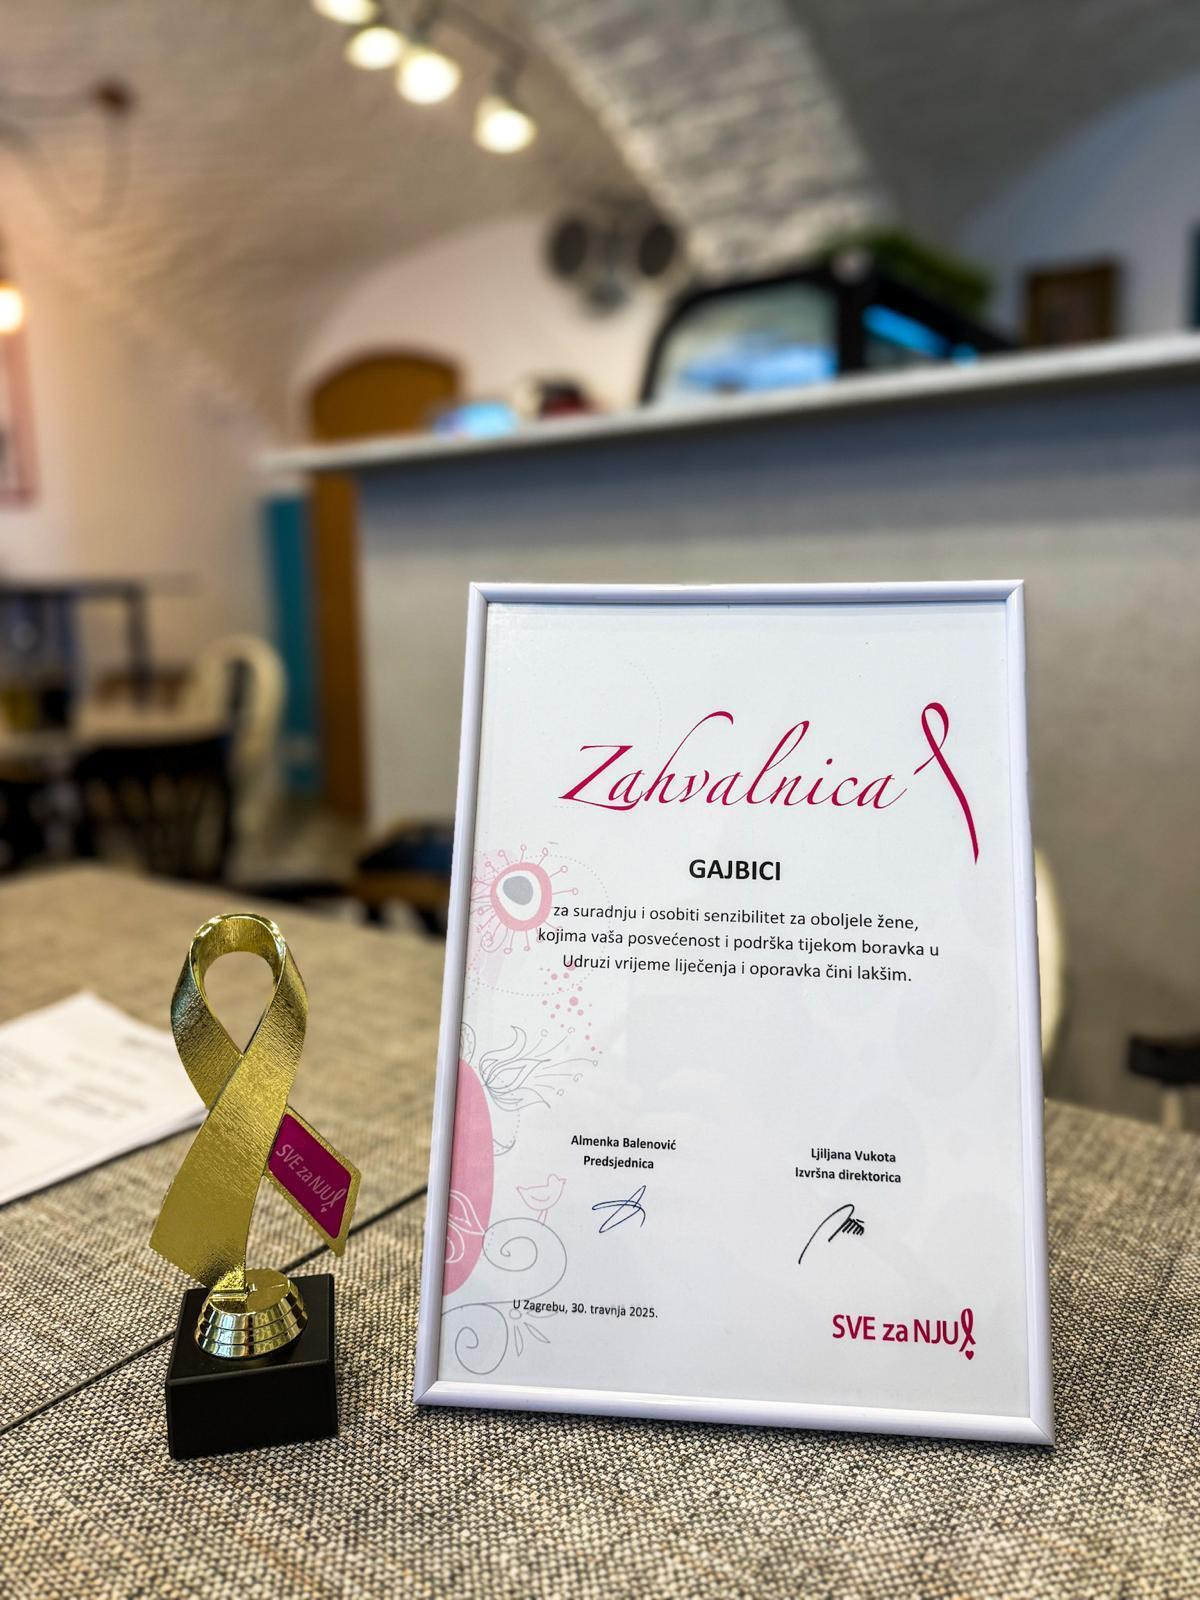 Zahvalnica
GAJBICI
za suradnju i osobiti senzibilitet za oboljele žene,
kojima vaša posvećenost i podrška tijekom boravka u
Udruzi vrijeme liječenja i oporavka čini lakšim.
Almenka Balenović
Predsjednica
Ljiljana Vukota
Izvršna direktorica
U Zagrebu, 30. travnja 2025.
SVE za NJU
SVE za NJU